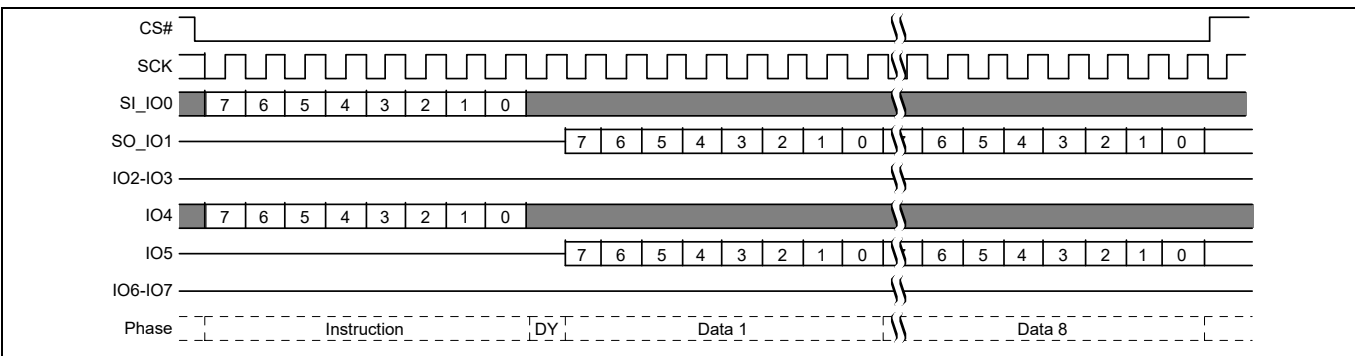 CS#
SCK
SI_IO0 7 6 5 4 3 2 1 0
SO_IO1 7 6 5 4 3 2 1 0 6 5 4 3 2 1 0
IO2-IO3
IO4 7 6 5 4 3 2 1 0
IO5 7 6 5 4 3 2 1 0 6 5 4 3 2 1 0
IO6-IO7
Phase Instruction DY Data 1 Data 8